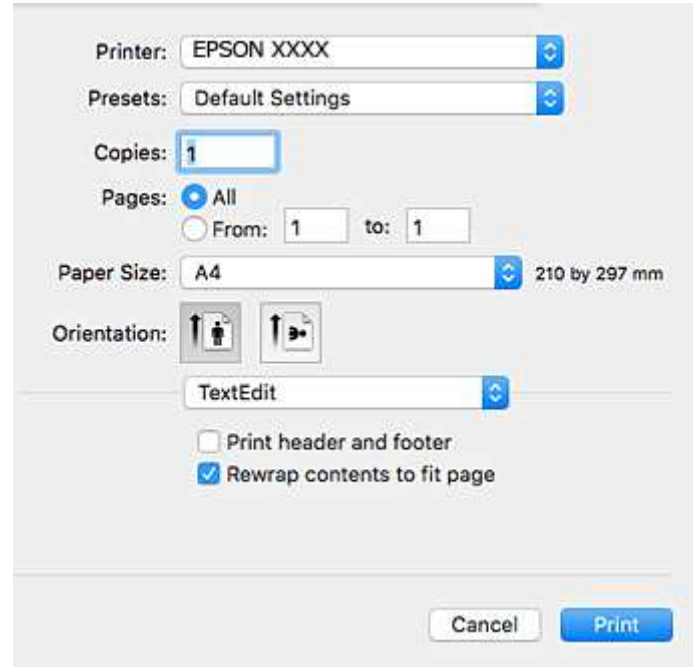 Printer: EPSON XXXX
Presets: Default Settings
Copies: 1
Pages: All
From: 1 to: 1
Paper Size: A4 210 by 297 mm
Orientation:
TextEdit
Print header and footer
Rewrap contents to fit page
Cancel Print